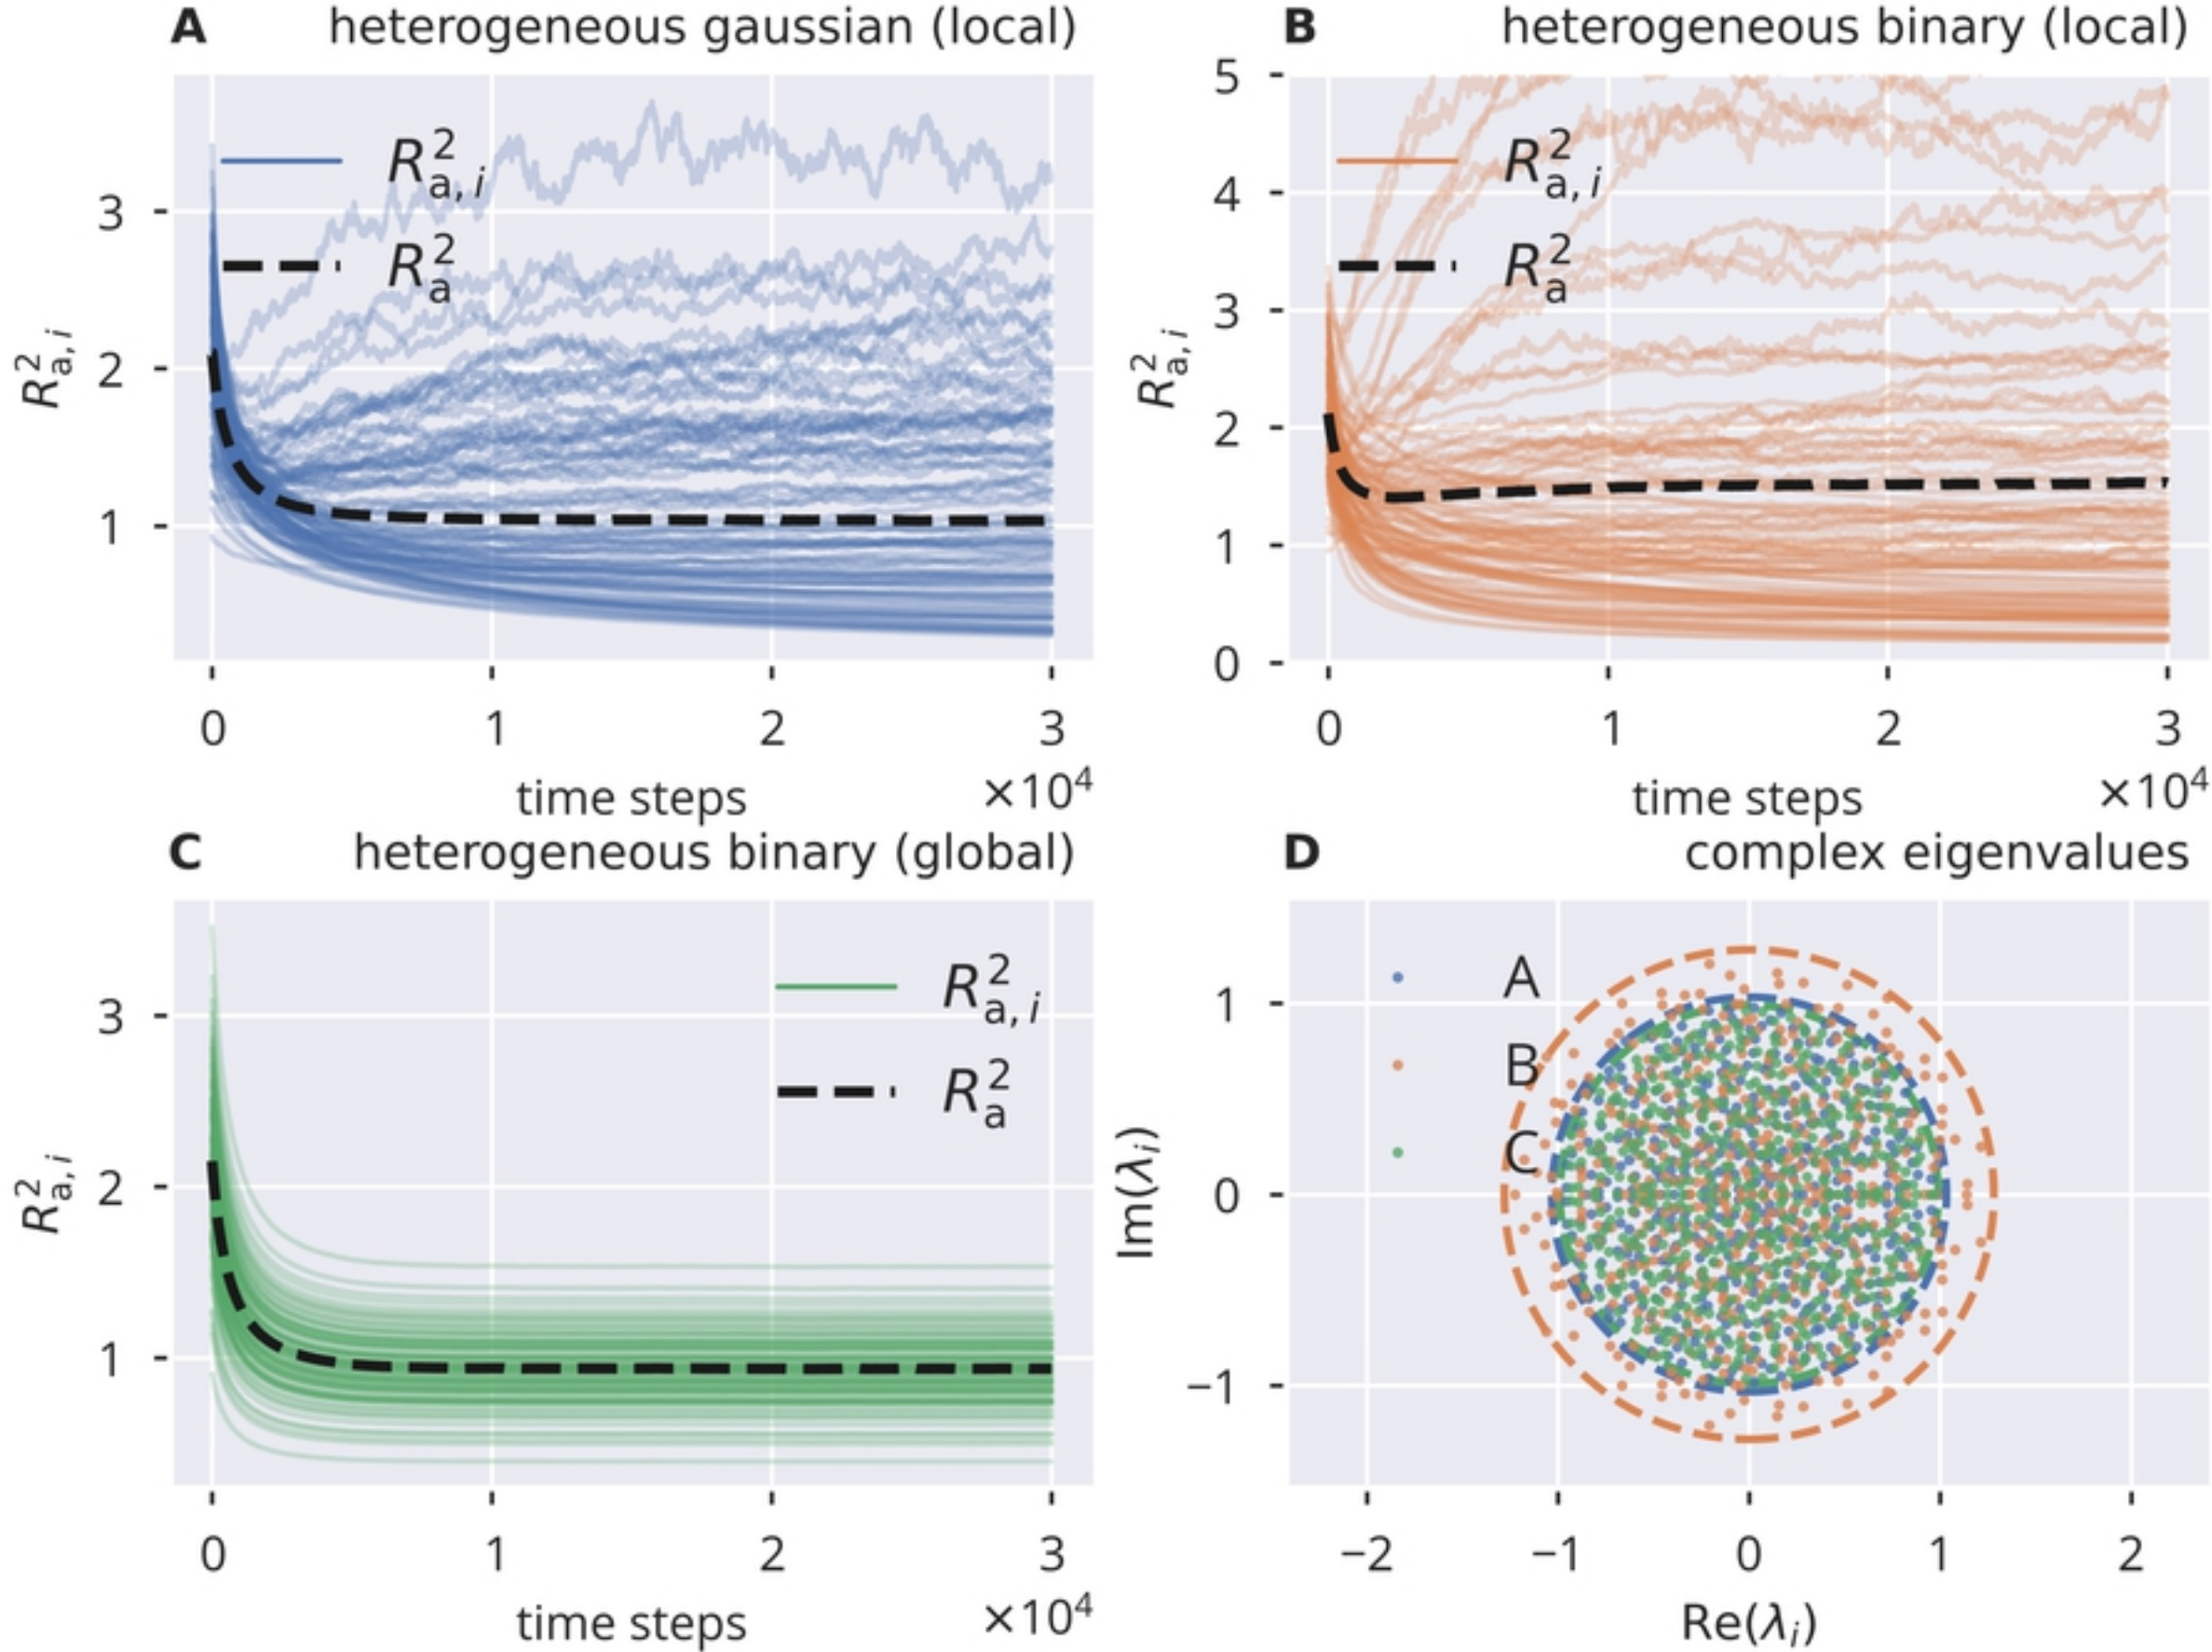 A heterogeneous gaussian (local)
R²ₐ,ᵢ
R²ₐ
3
2
1
R²ₐ,ᵢ
0 1 2 3
time steps ×10⁴
B heterogeneous binary (local)
R²ₐ,ᵢ
R²ₐ
5
4
3
2
1
0
R²ₐ,ᵢ
0 1 2 3
time steps ×10⁴
C heterogeneous binary (global)
R²ₐ,ᵢ
R²ₐ
3
2
1
R²ₐ,ᵢ
0 1 2 3
time steps ×10⁴
D complex eigenvalues
A
B
C
1
0
−1
Im(λᵢ)
−2 −1 0 1 2
Re(λᵢ)